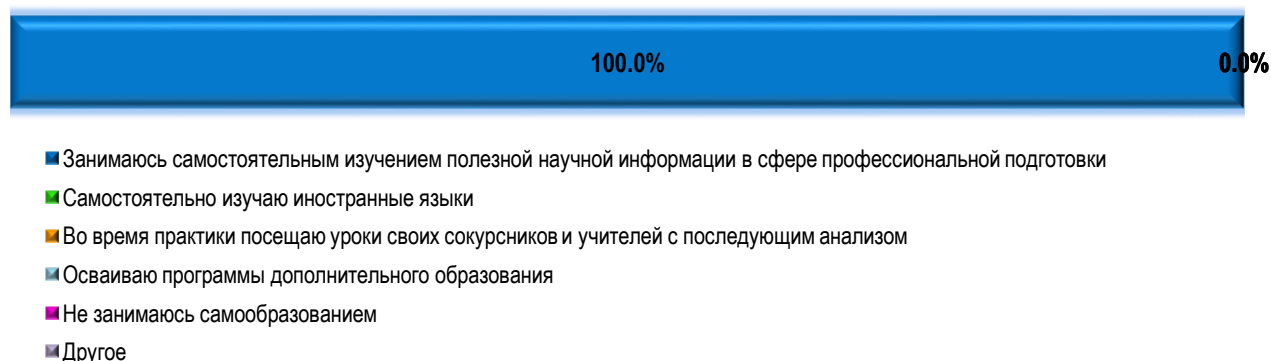 100.0% 0.0%
Занимаюсь самостоятельным изучением полезной научной информации в сфере профессиональной подготовки
Самостоятельно изучаю иностранные языки
Во время практики посещаю уроки своих сокурсников и учителей с последующим анализом
Осваиваю программы дополнительного образования
Не занимаюсь самообразованием
Другое